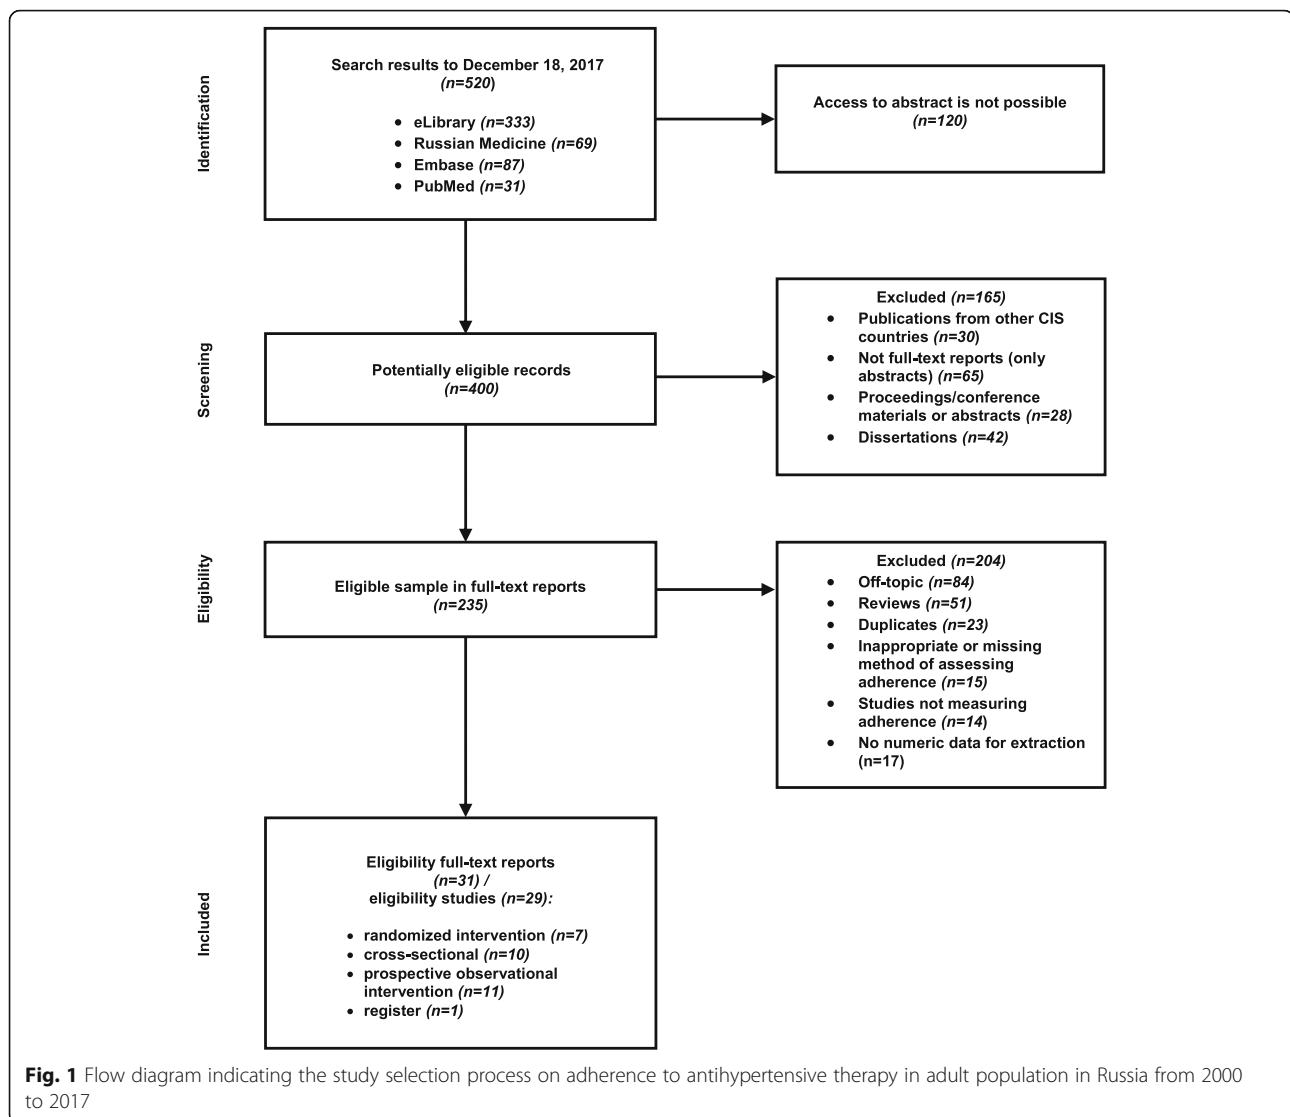 Identification
Search results to December 18, 2017
(n=520)
• eLibrary (n=333)
• Russian Medicine (n=69)
• Embase (n=87)
• PubMed (n=31)
Access to abstract is not possible
(n=120)
Screening
Potentially eligible records
(n=400)
Excluded (n=165)
• Publications from other CIS
countries (n=30)
• Not full-text reports (only
abstracts) (n=65)
• Proceedings/conference
materials or abstracts (n=28)
• Dissertations (n=42)
Eligibility
Eligible sample in full-text reports
(n=235)
Excluded (n=204)
• Off-topic (n=84)
• Reviews (n=51)
• Duplicates (n=23)
• Inappropriate or missing
method of assessing
adherence (n=15)
• Studies not measuring
adherence (n=14)
• No numeric data for extraction
(n=17)
Included
Eligibility full-text reports
(n=31) /
eligibility studies (n=29):
• randomized intervention (n=7)
• cross-sectional (n=10)
• prospective observational
intervention (n=11)
• register (n=1)
Fig. 1 Flow diagram indicating the study selection process on adherence to antihypertensive therapy in adult population in Russia from 2000
to 2017